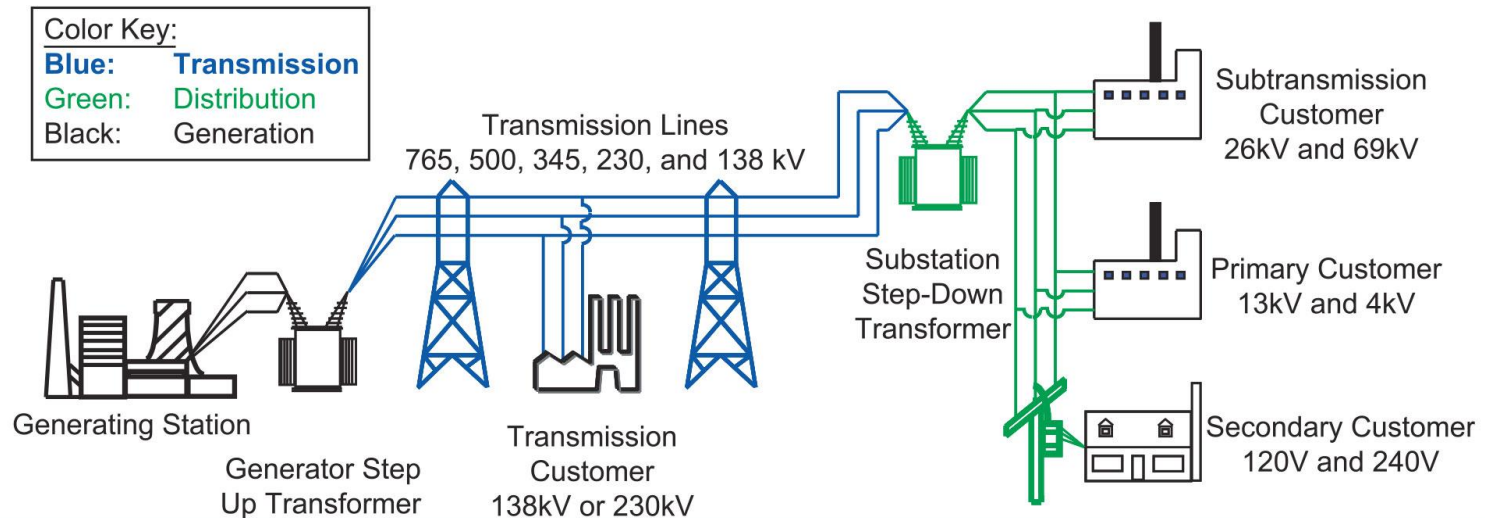 Color Key:
Blue: Transmission
Green: Distribution
Black: Generation
Transmission Lines
765, 500, 345, 230, and 138 kV
Subtransmission
Customer
26kV and 69kV
Substation
Step-Down
Transformer
Primary Customer
13kV and 4kV
Generating Station
Generator Step
Up Transformer
Transmission
Customer
138kV or 230kV
Secondary Customer
120V and 240V